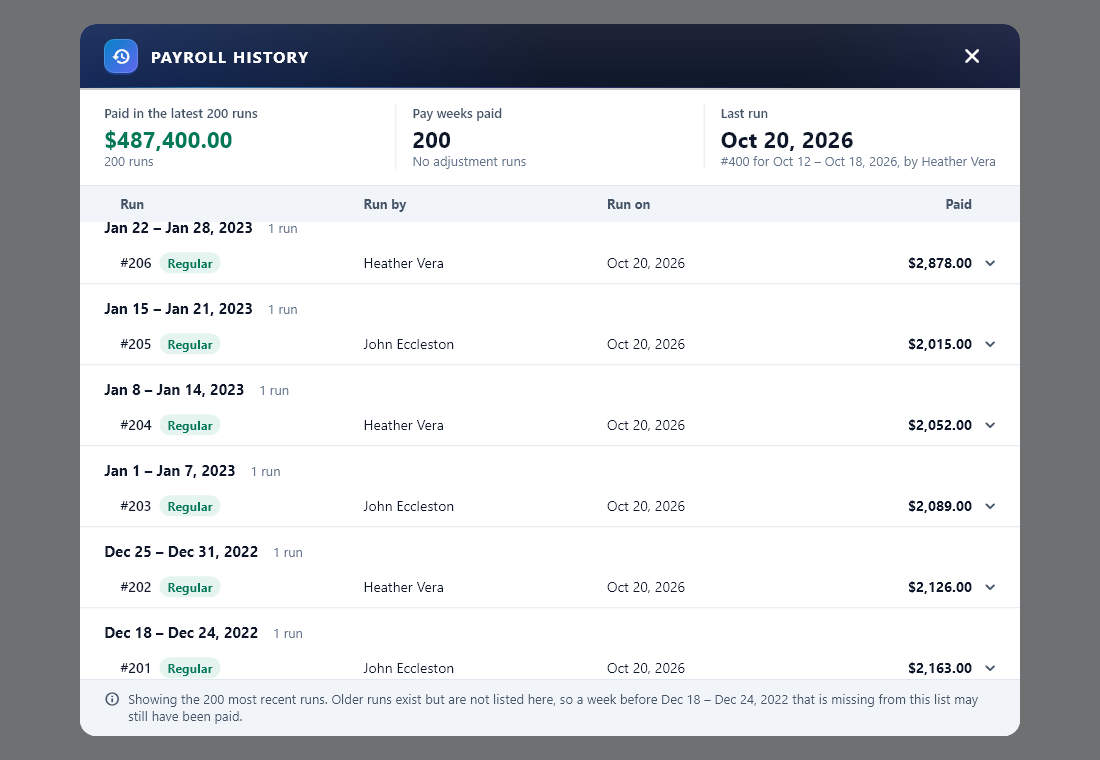 PAYROLL HISTORY
Paid in the latest 200 runs
$487,400.00
200 runs
Pay weeks paid
200
No adjustment runs
Last run
Oct 20, 2026
#400 for Oct 12 – Oct 18, 2026, by Heather Vera
Run Run by Run on Paid
Jan 22 – Jan 28, 2023 1 run
#206 Regular Heather Vera Oct 20, 2026 $2,878.00
Jan 15 – Jan 21, 2023 1 run
#205 Regular John Eccleston Oct 20, 2026 $2,015.00
Jan 8 – Jan 14, 2023 1 run
#204 Regular Heather Vera Oct 20, 2026 $2,052.00
Jan 1 – Jan 7, 2023 1 run
#203 Regular John Eccleston Oct 20, 2026 $2,089.00
Dec 25 – Dec 31, 2022 1 run
#202 Regular Heather Vera Oct 20, 2026 $2,126.00
Dec 18 – Dec 24, 2022 1 run
#201 Regular John Eccleston Oct 20, 2026 $2,163.00
Showing the 200 most recent runs. Older runs exist but are not listed here, so a week before Dec 18 – Dec 24, 2022 that is missing from this list may
still have been paid.